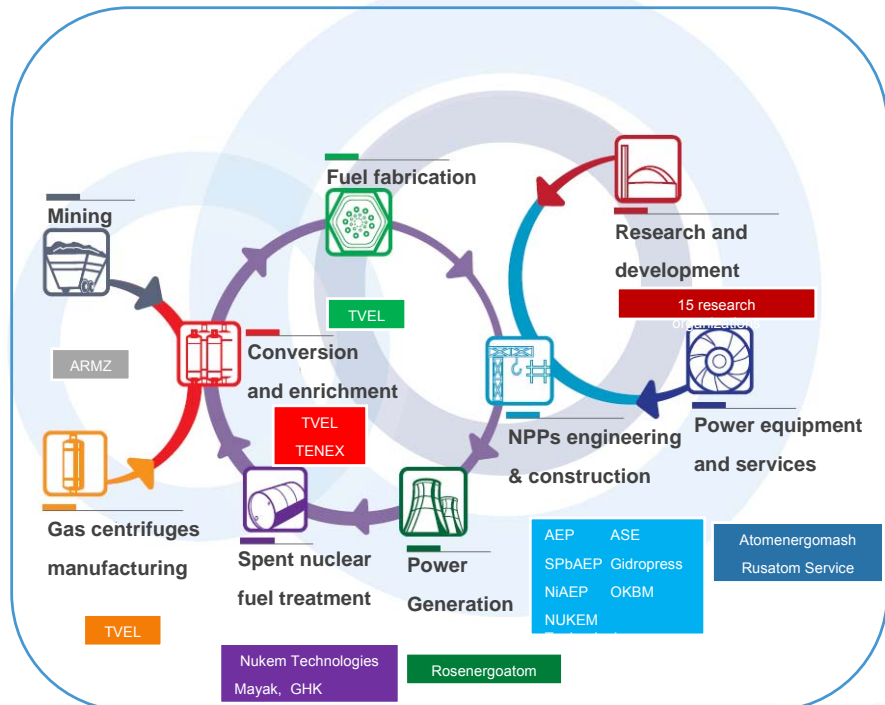 Fuel fabrication
TVEL
Mining
ARMZ
Research and
development
15 research
organizations
Conversion
and enrichment
TVEL
TENEX
NPPs engineering
& construction
AEP ASE
SPbAEP Gidropress
NiAEP OKBM
NUKEM
Power equipment
and services
Atomenergomash
Rusatom Service
Gas centrifuges
manufacturing
TVEL
Spent nuclear
fuel treatment
Nukem Technologies
Mayak, GHK
Power
Generation
Rosenergoatom